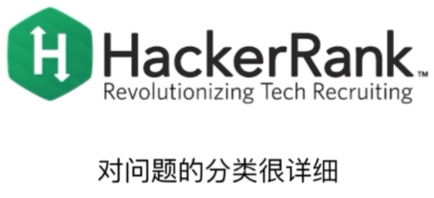 HackerRank™
Revolutionizing Tech Recruiting
对问题的分类很详细